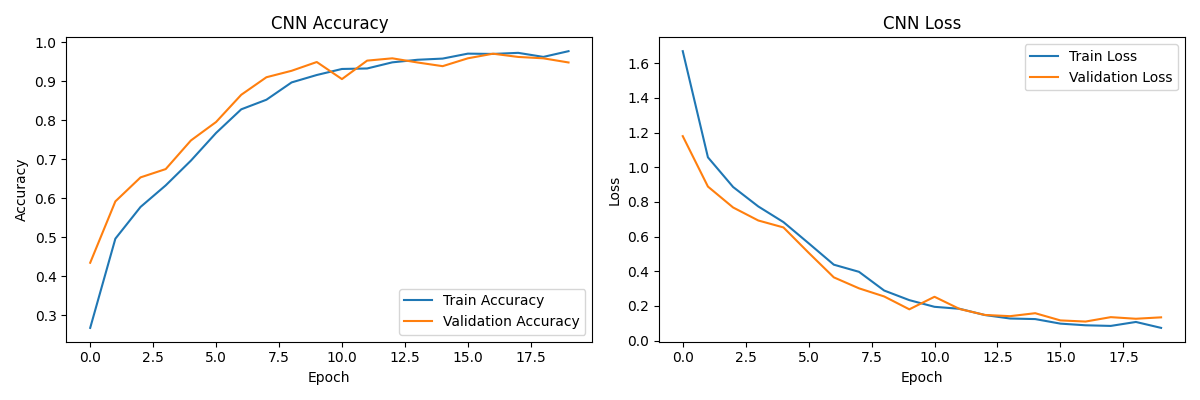 CNN Accuracy
Accuracy
1.0
0.9
0.8
0.7
0.6
0.5
0.4
0.3
Train Accuracy
Validation Accuracy
0.0 2.5 5.0 7.5 10.0 12.5 15.0 17.5
Epoch
CNN Loss
Loss
1.6
1.4
1.2
1.0
0.8
0.6
0.4
0.2
0.0
Train Loss
Validation Loss
0.0 2.5 5.0 7.5 10.0 12.5 15.0 17.5
Epoch